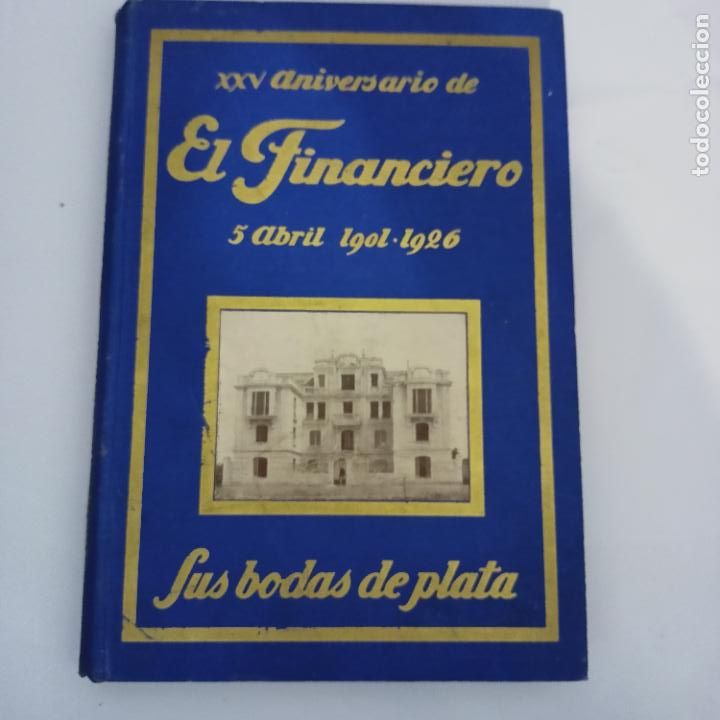 XXV Aniversario de
El Financiero
5 Abril 1901·1926
Sus bodas de plata
todocoleccion